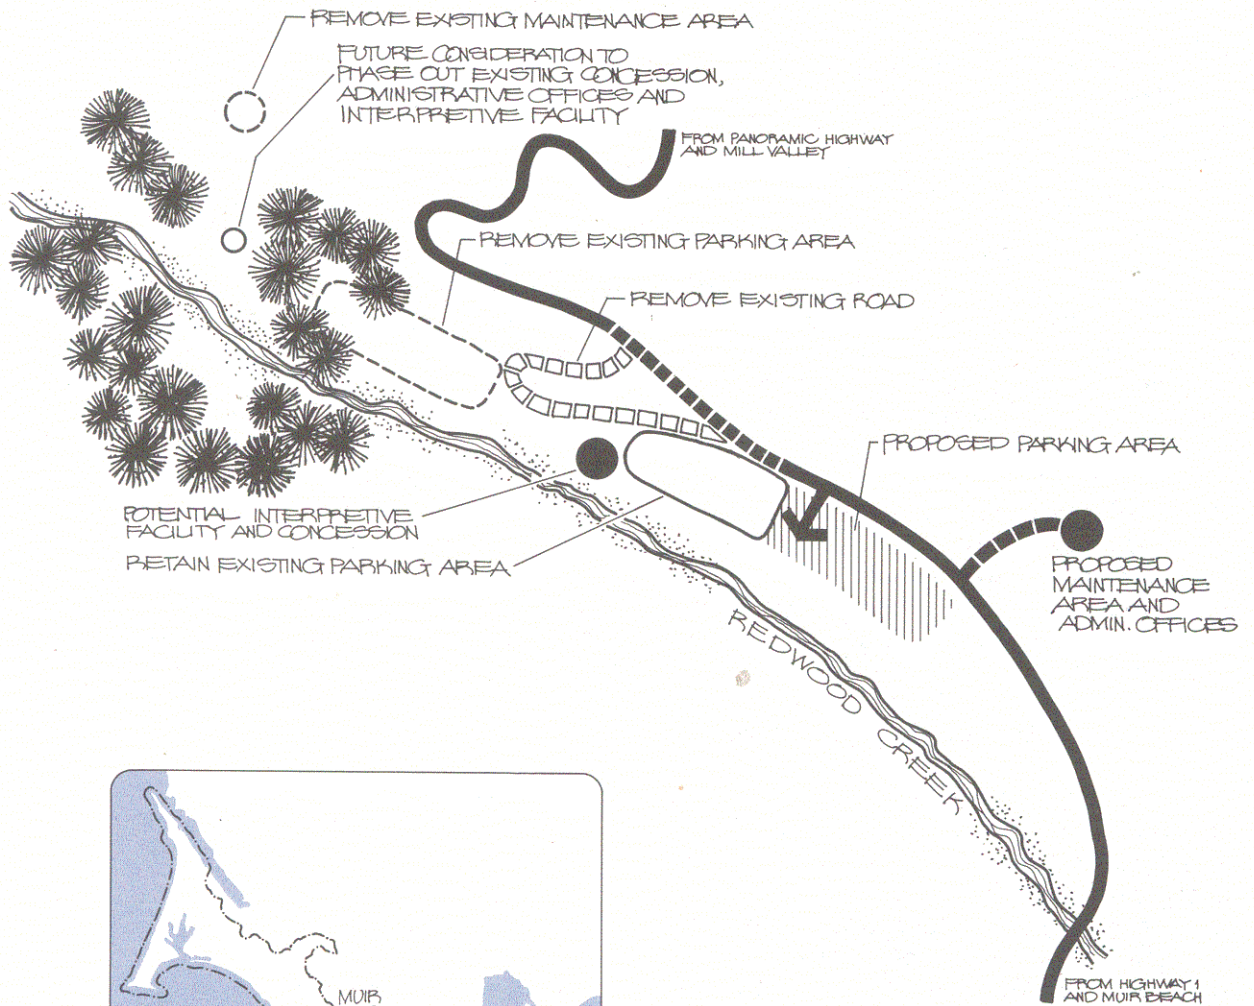 REMOVE EXISTING MAINTENANCE AREA
FUTURE CONSIDERATION TO
PHASE OUT EXISTING CONCESSION,
ADMINISTRATIVE OFFICES AND
INTERPRETIVE FACILITY
FROM PANORAMIC HIGHWAY
AND MILL VALLEY
REMOVE EXISTING PARKING AREA
REMOVE EXISTING ROAD
PROPOSED PARKING AREA
POTENTIAL INTERPRETIVE
FACILITY AND CONCESSION
RETAIN EXISTING PARKING AREA
PROPOSED
MAINTENANCE
AREA AND
ADMIN. OFFICES
REDWOOD CREEK
MUIR
FROM HIGHWAY 1
AND MUIR BEACH